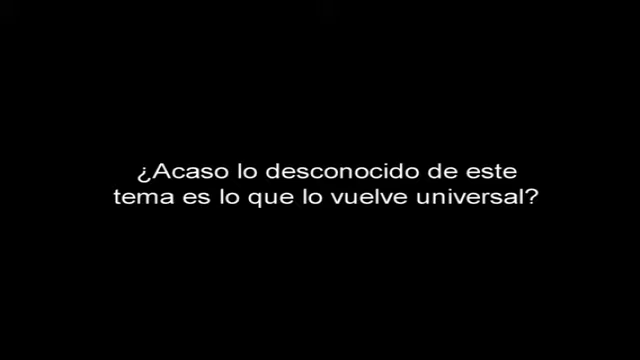 ¿Acaso lo desconocido de este
tema es lo que lo vuelve universal?